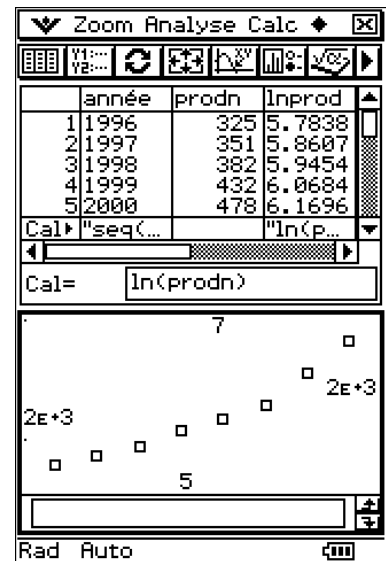 Zoom Analyse Calc
Y1:...
Y2:...
année prodn lnprod
1 1996 325 5.7838
2 1997 351 5.8607
3 1998 382 5.9454
4 1999 432 6.0684
5 2000 478 6.1696
Cal "seq(... "ln(p...
Cal= ln(prodn)
7
2E+3
2E+3
5
Rad Auto